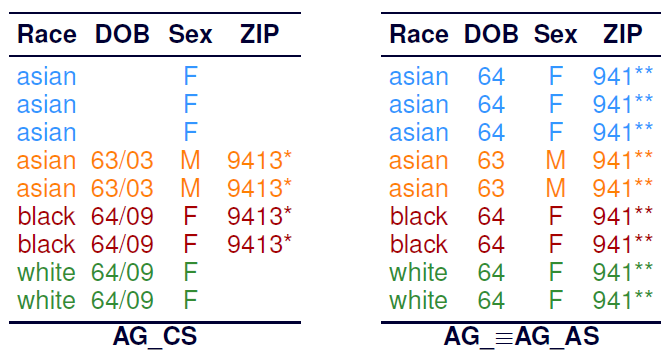 Race DOB Sex ZIP
asian F
asian F
asian F
asian 63/03 M 9413*
asian 63/03 M 9413*
black 64/09 F 9413*
black 64/09 F 9413*
white 64/09 F
white 64/09 F
AG_CS
Race DOB Sex ZIP
asian 64 F 941**
asian 64 F 941**
asian 64 F 941**
asian 63 M 941**
asian 63 M 941**
black 64 F 941**
black 64 F 941**
white 64 F 941**
white 64 F 941**
AG_≡AG_AS